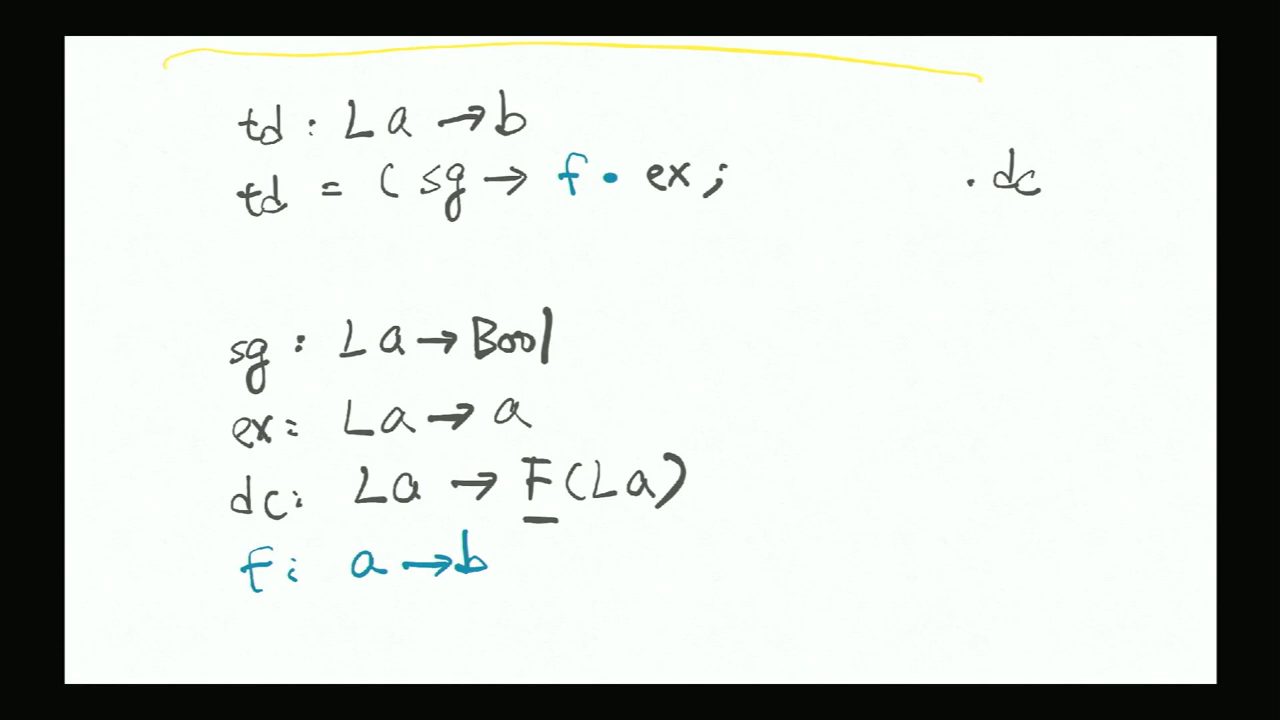 td : La → b
td = ( sg → f • ex ; . dc
sg : La → Bool
ex : La → a
dc : La → F(La)
f : a → b